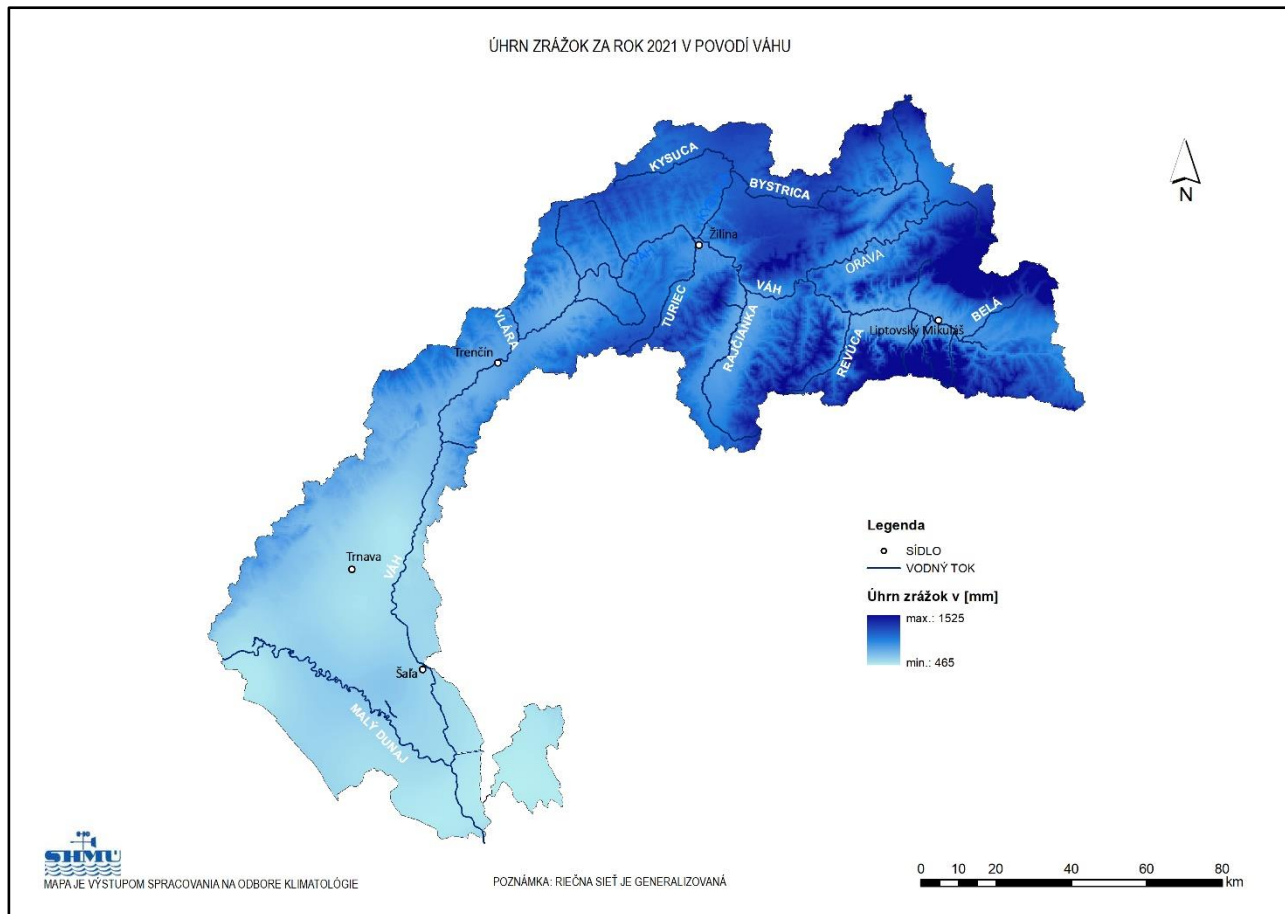 ÚHRN ZRÁŽOK ZA ROK 2021 V POVODÍ VÁHU
KYSUCA
BYSTRICA
N
Žilina
VÁH
ORAVA
VÁH
TURIEC
RAJČIANKA
BELÁ
Liptovský Mikuláš
REVÚCA
VLÁRA
Trenčín
Trnava
VÁH
Legenda
SÍDLO
VODNÝ TOK
Úhrn zrážok v [mm]
max.: 1525
min.: 465
Šaľa
MALÝ DUNAJ
SHMÚ
MAPA JE VÝSTUPOM SPRACOVANIA NA ODBORE KLIMATOLÓGIE
POZNÁMKA: RIEČNA SIEŤ JE GENERALIZOVANÁ
0 5 10 20 40 60 80
km